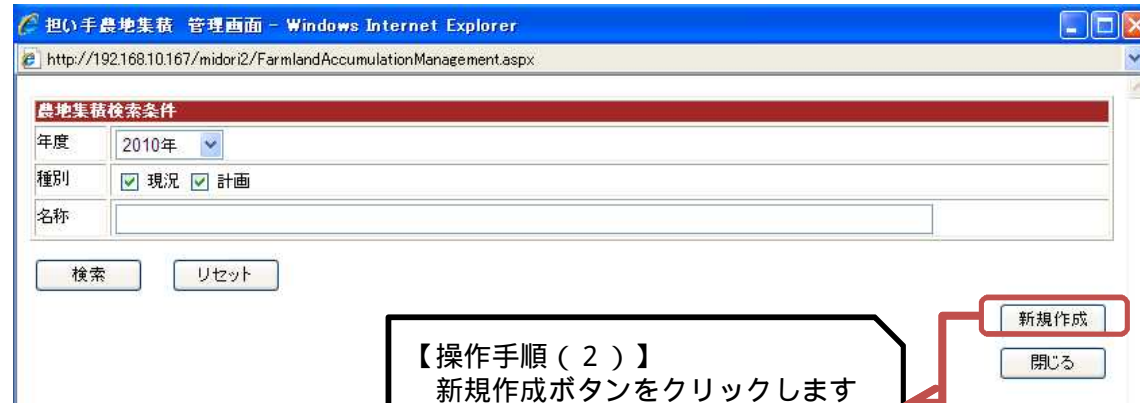 担い手農地集積 管理画面 - Windows Internet Explorer
http://192.168.10.167/midori2/FarmlandAccumulationManagement.aspx
農地集積検索条件
年度 2010年
種別 現況 計画
名称
検索 リセット
新規作成
閉じる
【操作手順(2)】
新規作成ボタンをクリックします